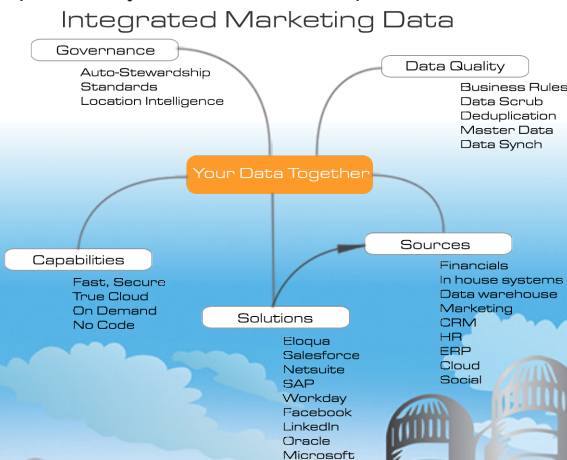 Integrated Marketing Data
Governance
Auto-Stewardship
Standards
Location Intelligence
Data Quality
Business Rules
Data Scrub
Deduplication
Master Data
Data Synch
Your Data Together
Capabilities
Fast, Secure
True Cloud
On Demand
No Code
Solutions
Eloqua
Salesforce
Netsuite
SAP
Workday
Facebook
LinkedIn
Oracle
Microsoft
Sources
Financials
In house systems
Data warehouse
Marketing
CRM
HR
ERP
Cloud
Social